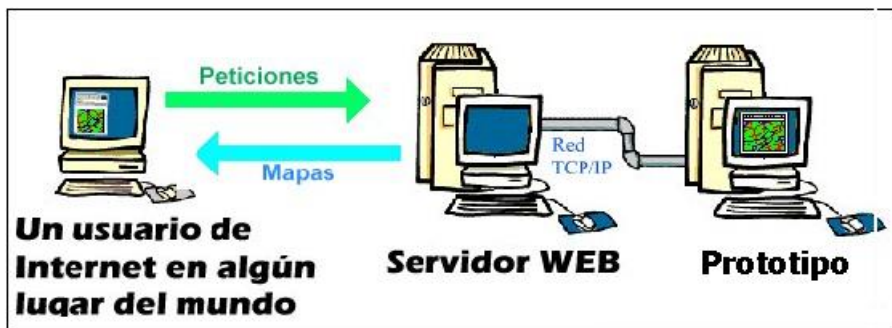 Peticiones
Mapas
Red
TCP/IP
Un usuario de
Internet en algún
lugar del mundo
Servidor WEB
Prototipo